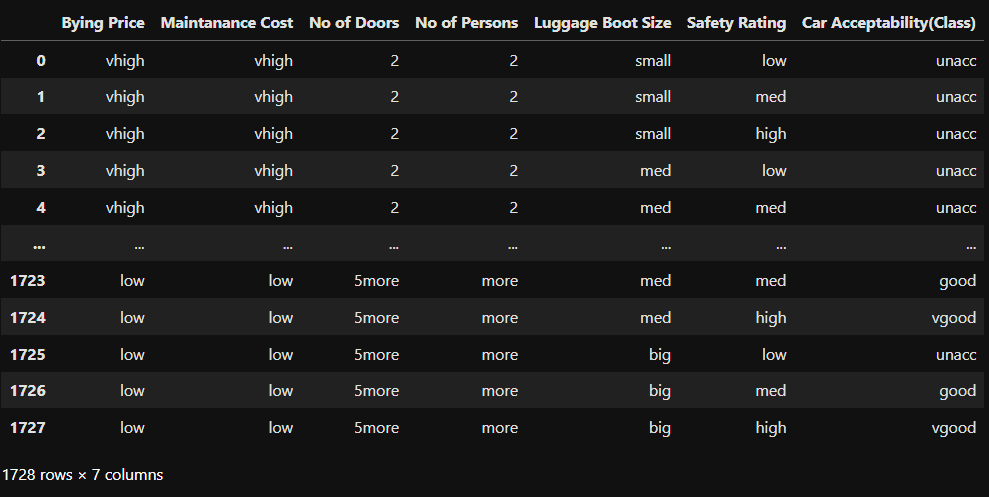 Bying Price Maintanance Cost No of Doors No of Persons Luggage Boot Size Safety Rating Car Acceptability(Class)
0 vhigh vhigh 2 2 small low unacc
1 vhigh vhigh 2 2 small med unacc
2 vhigh vhigh 2 2 small high unacc
3 vhigh vhigh 2 2 med low unacc
4 vhigh vhigh 2 2 med med unacc
... ... ... ... ... ... ... ...
1723 low low 5more more med med good
1724 low low 5more more med high vgood
1725 low low 5more more big low unacc
1726 low low 5more more big med good
1727 low low 5more more big high vgood
1728 rows × 7 columns